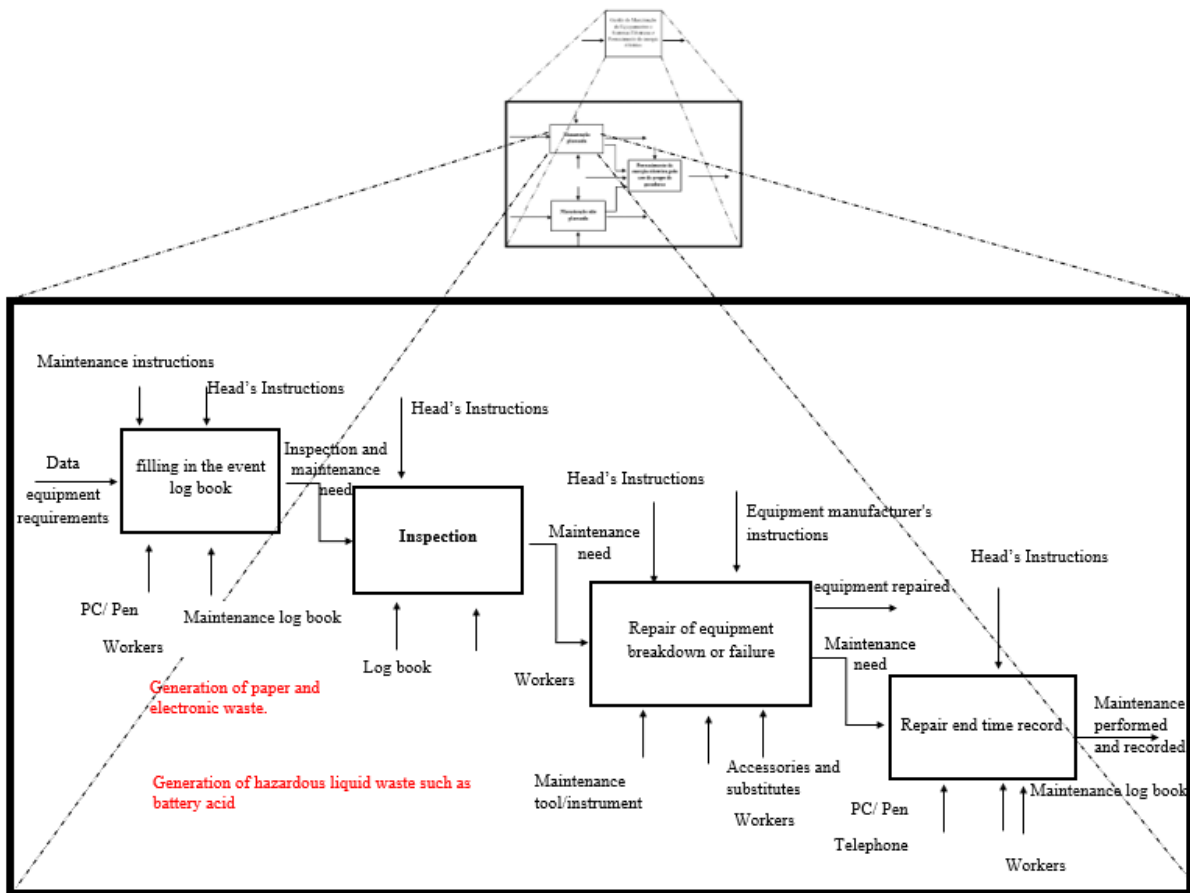 Maintenance instructions
Head's Instructions
Data
equipment
requirements
filling in the event
log book
Inspection and
maintenance
need
PC/ Pen
Workers
Maintenance log book
Head's Instructions
Inspection
Log book
Workers
Maintenance
need
Head's Instructions
Equipment manufacturer's
instructions
Repair of equipment
breakdown or failure
equipment repaired
Maintenance
need
Maintenance
tool/instrument
Accessories and
substitutes
Workers
Head's Instructions
Repair end time record
Maintenance
performed
and recorded
Maintenance log book
PC/ Pen
Telephone
Workers
Generation of paper and
electronic waste.
Generation of hazardous liquid waste such as
battery acid